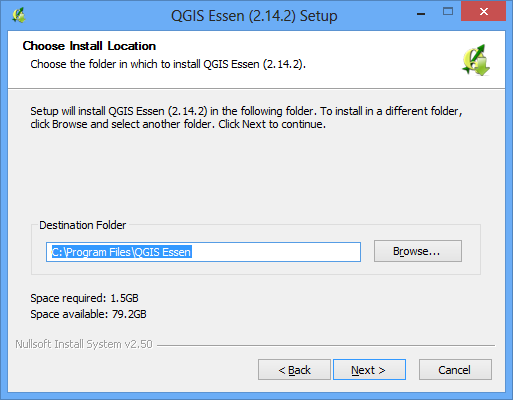 QGIS Essen (2.14.2) Setup
Choose Install Location
Choose the folder in which to install QGIS Essen (2.14.2).
Setup will install QGIS Essen (2.14.2) in the following folder. To install in a different folder,
click Browse and select another folder. Click Next to continue.
Destination Folder
C:\Program Files\QGIS Essen
Browse...
Space required: 1.5GB
Space available: 79.2GB
Nullsoft Install System v2.50
< Back
Next >
Cancel